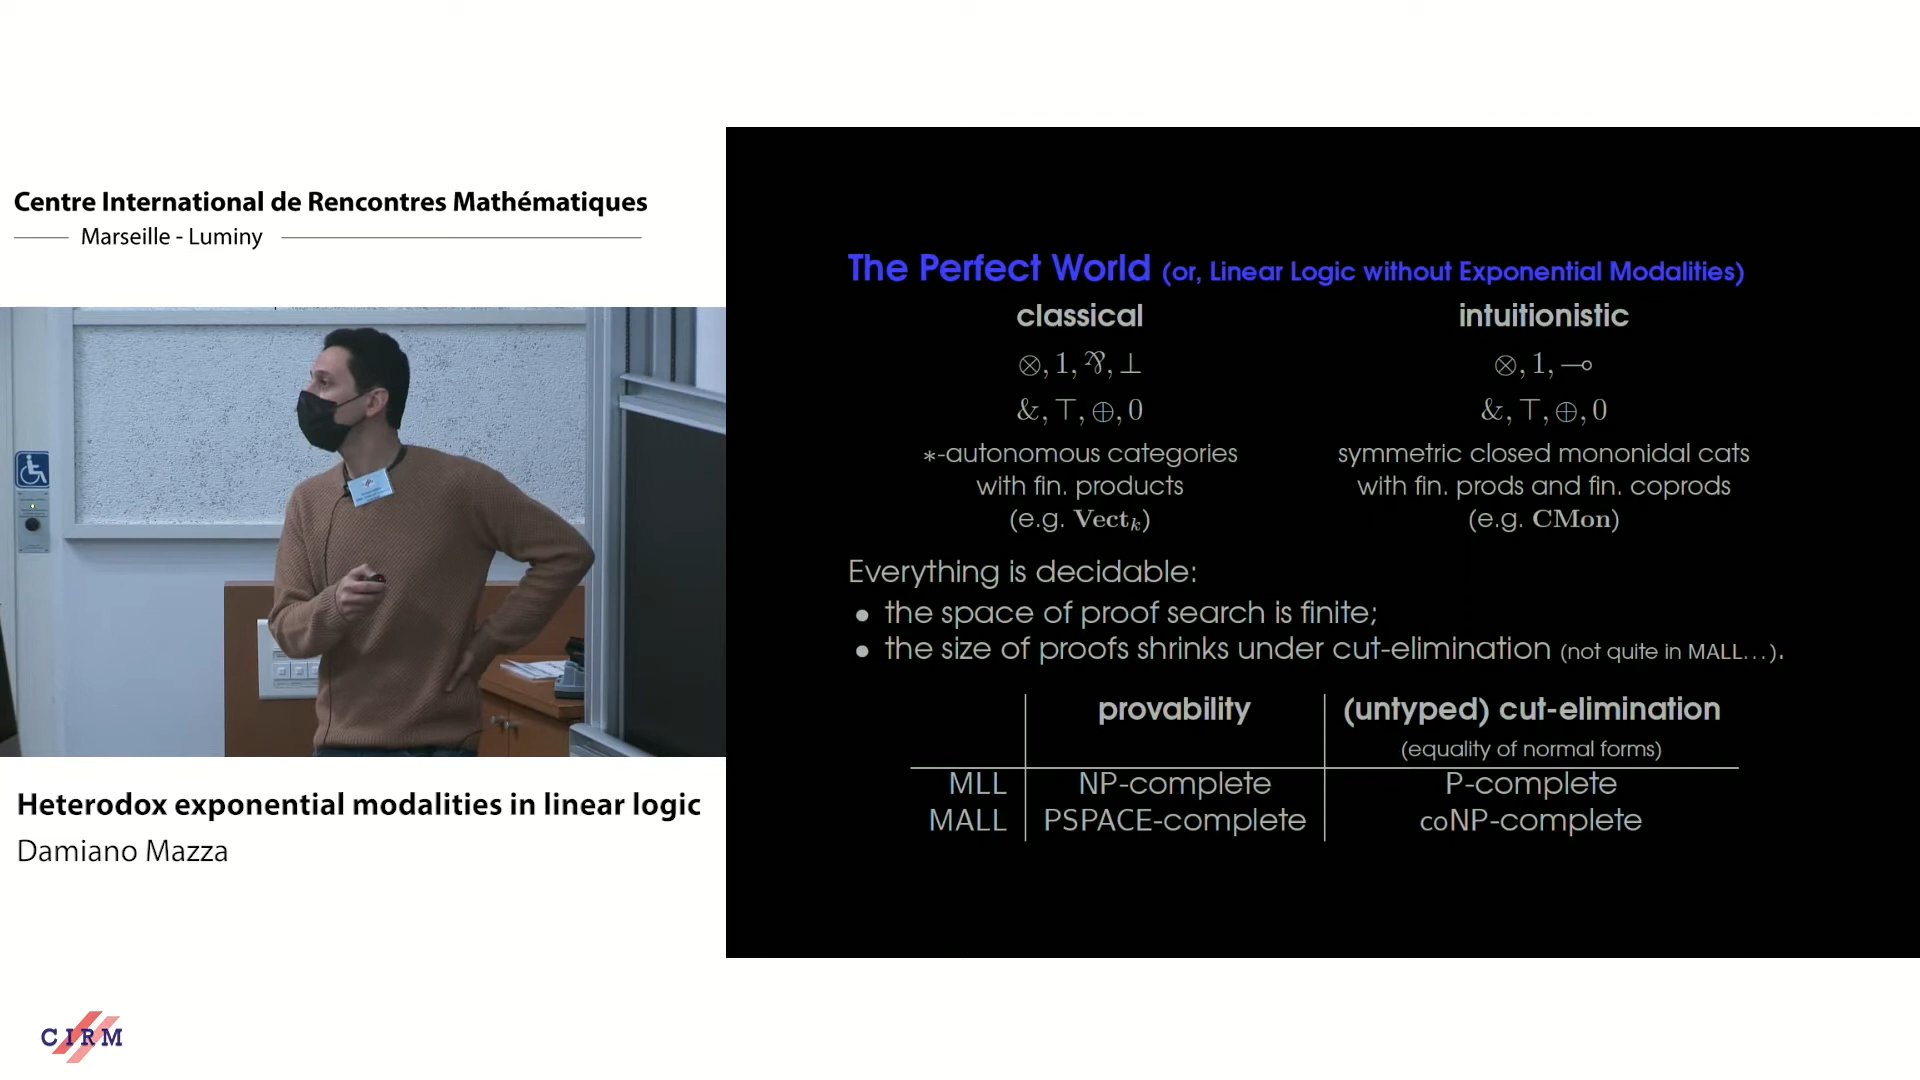 Centre International de Rencontres Mathématiques
Marseille - Luminy
Heterodox exponential modalities in linear logic
Damiano Mazza
CIRM
The Perfect World (or, Linear Logic without Exponential Modalities)
classical intuitionistic
⊗, 1, ⅋, ⊥ ⊗, 1, ⊸
&, ⊤, ⊕, 0 &, ⊤, ⊕, 0
∗-autonomous categories symmetric closed mononidal cats
with fin. products with fin. prods and fin. coprods
(e.g. Vectₖ) (e.g. CMon)
Everything is decidable:
• the space of proof search is finite;
• the size of proofs shrinks under cut-elimination (not quite in MALL…).
provability (untyped) cut-elimination
(equality of normal forms)
MLL NP-complete P-complete
MALL PSPACE-complete coNP-complete